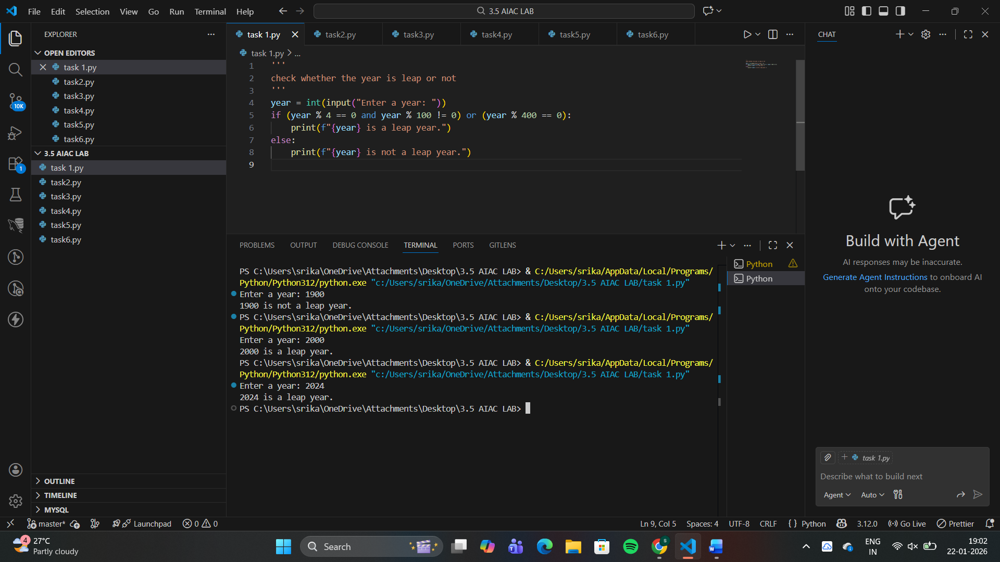 File Edit Selection View Go Run Terminal Help
3.5 AIAC LAB
EXPLORER
OPEN EDITORS
task 1.py
task2.py
task3.py
task4.py
task5.py
task6.py
3.5 AIAC LAB
task 1.py
task2.py
task3.py
task4.py
task5.py
task6.py
OUTLINE
TIMELINE
MYSQL
10K
1
task 1.py task2.py task3.py task4.py task5.py task6.py
task 1.py > ...
1 '''
2 check whether the year is leap or not
3 '''
4 year = int(input("Enter a year: "))
5 if (year % 4 == 0 and year % 100 != 0) or (year % 400 == 0):
6 print(f"{year} is a leap year.")
7 else:
8 print(f"{year} is not a leap year.")
9
PROBLEMS OUTPUT DEBUG CONSOLE TERMINAL PORTS GITLENS
PS C:\Users\srika\OneDrive\Attachments\Desktop\3.5 AIAC LAB> & C:/Users/srika/AppData/Local/Programs/
Python/Python312/python.exe "c:/Users/srika/OneDrive/Attachments/Desktop/3.5 AIAC LAB/task 1.py"
Enter a year: 1900
1900 is not a leap year.
PS C:\Users\srika\OneDrive\Attachments\Desktop\3.5 AIAC LAB> & C:/Users/srika/AppData/Local/Programs/
Python/Python312/python.exe "c:/Users/srika/OneDrive/Attachments/Desktop/3.5 AIAC LAB/task 1.py"
Enter a year: 2000
2000 is a leap year.
PS C:\Users\srika\OneDrive\Attachments\Desktop\3.5 AIAC LAB> & C:/Users/srika/AppData/Local/Programs/
Python/Python312/python.exe "c:/Users/srika/OneDrive/Attachments/Desktop/3.5 AIAC LAB/task 1.py"
Enter a year: 2024
2024 is a leap year.
PS C:\Users\srika\OneDrive\Attachments\Desktop\3.5 AIAC LAB>
Python
Python
CHAT
Build with Agent
AI responses may be inaccurate.
Generate Agent Instructions to onboard AI
onto your codebase.
task 1.py
Describe what to build next
Agent Auto
master* Launchpad 0 0 Ln 9, Col 5 Spaces: 4 UTF-8 CRLF { } Python 3.12.0 Go Live Prettier
4
27°C
Partly cloudy
Search
S
ENG
IN
19:02
22-01-2026